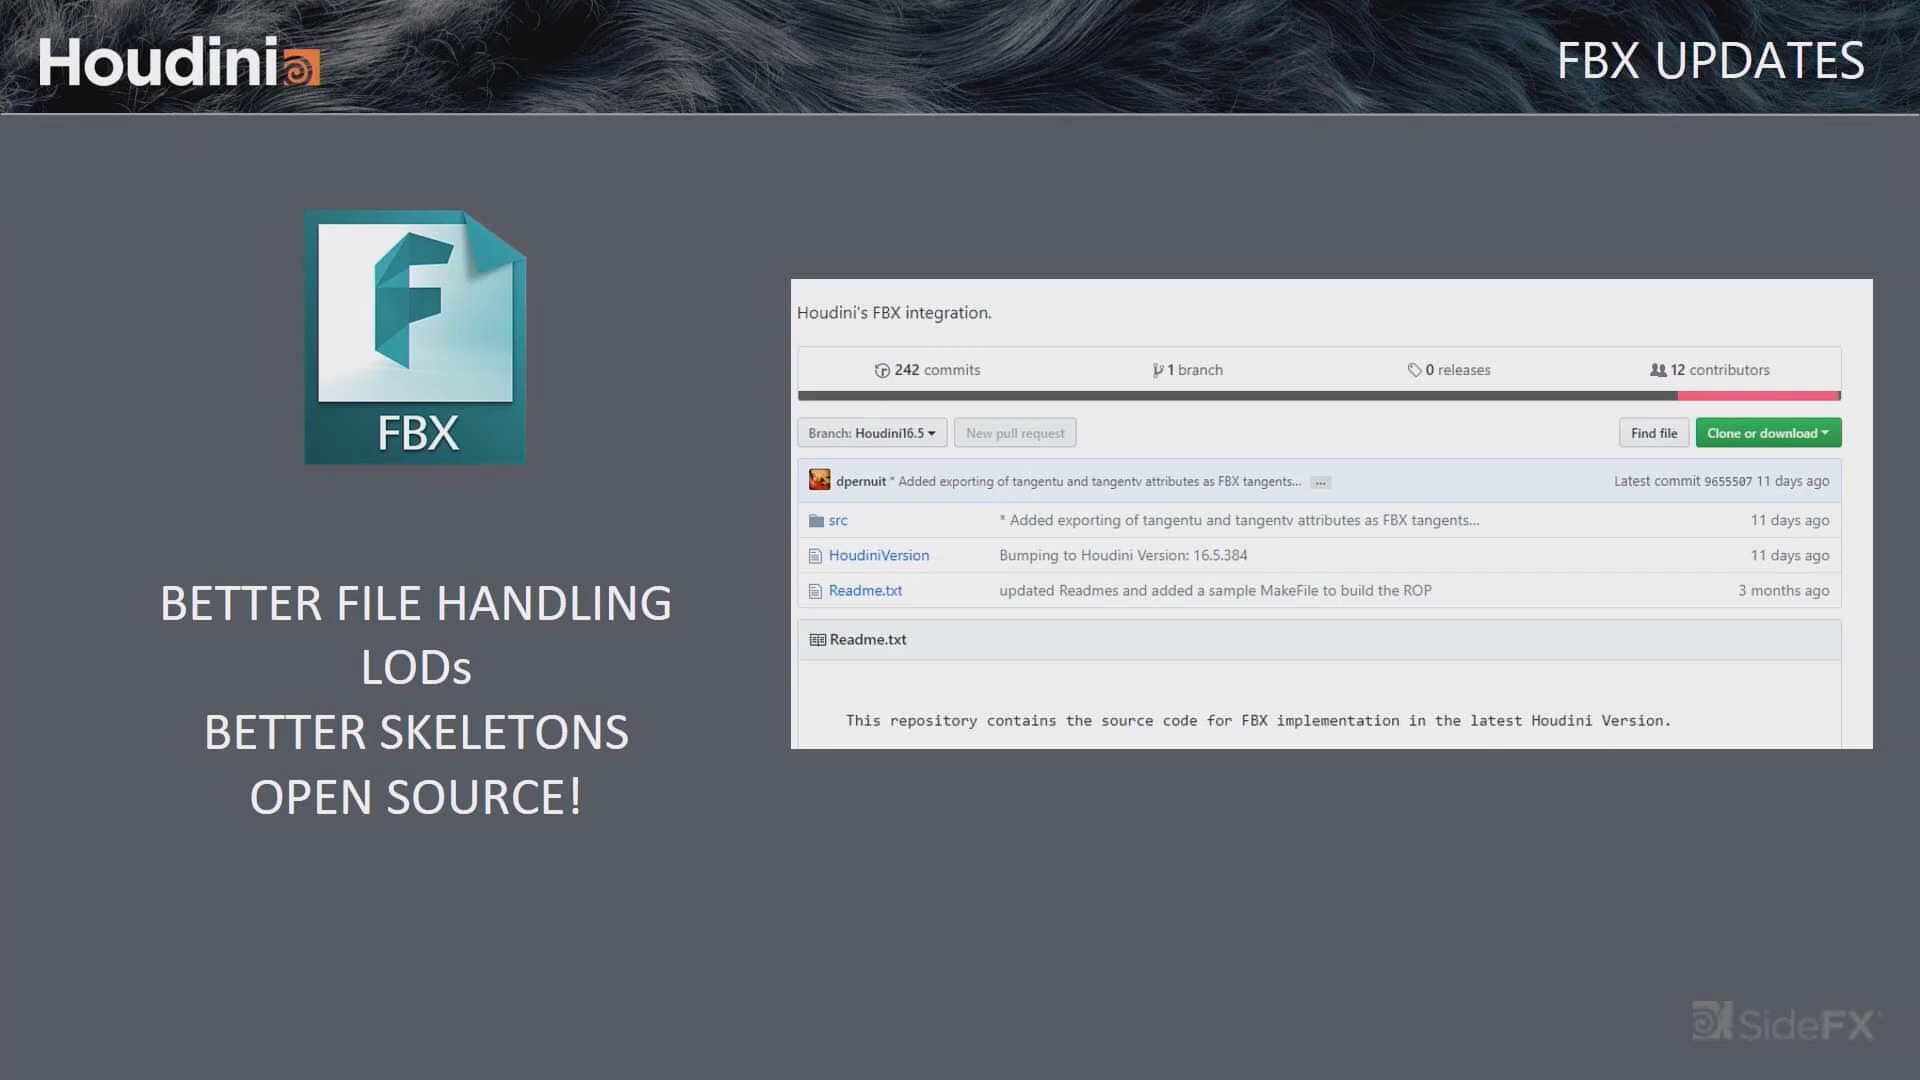 Houdini
FBX UPDATES
FBX
BETTER FILE HANDLING
LODs
BETTER SKELETONS
OPEN SOURCE!
Houdini's FBX integration.
242 commits
1 branch
0 releases
12 contributors
Branch: Houdini16.5
New pull request
Find file
Clone or download
dpernuit * Added exporting of tangentu and tangentv attributes as FBX tangents... ...
Latest commit 9655507 11 days ago
src * Added exporting of tangentu and tangentv attributes as FBX tangents... 11 days ago
HoudiniVersion Bumping to Houdini Version: 16.5.384 11 days ago
Readme.txt updated Readmes and added a sample MakeFile to build the ROP 3 months ago
Readme.txt
This repository contains the source code for FBX implementation in the latest Houdini Version.
SideFX